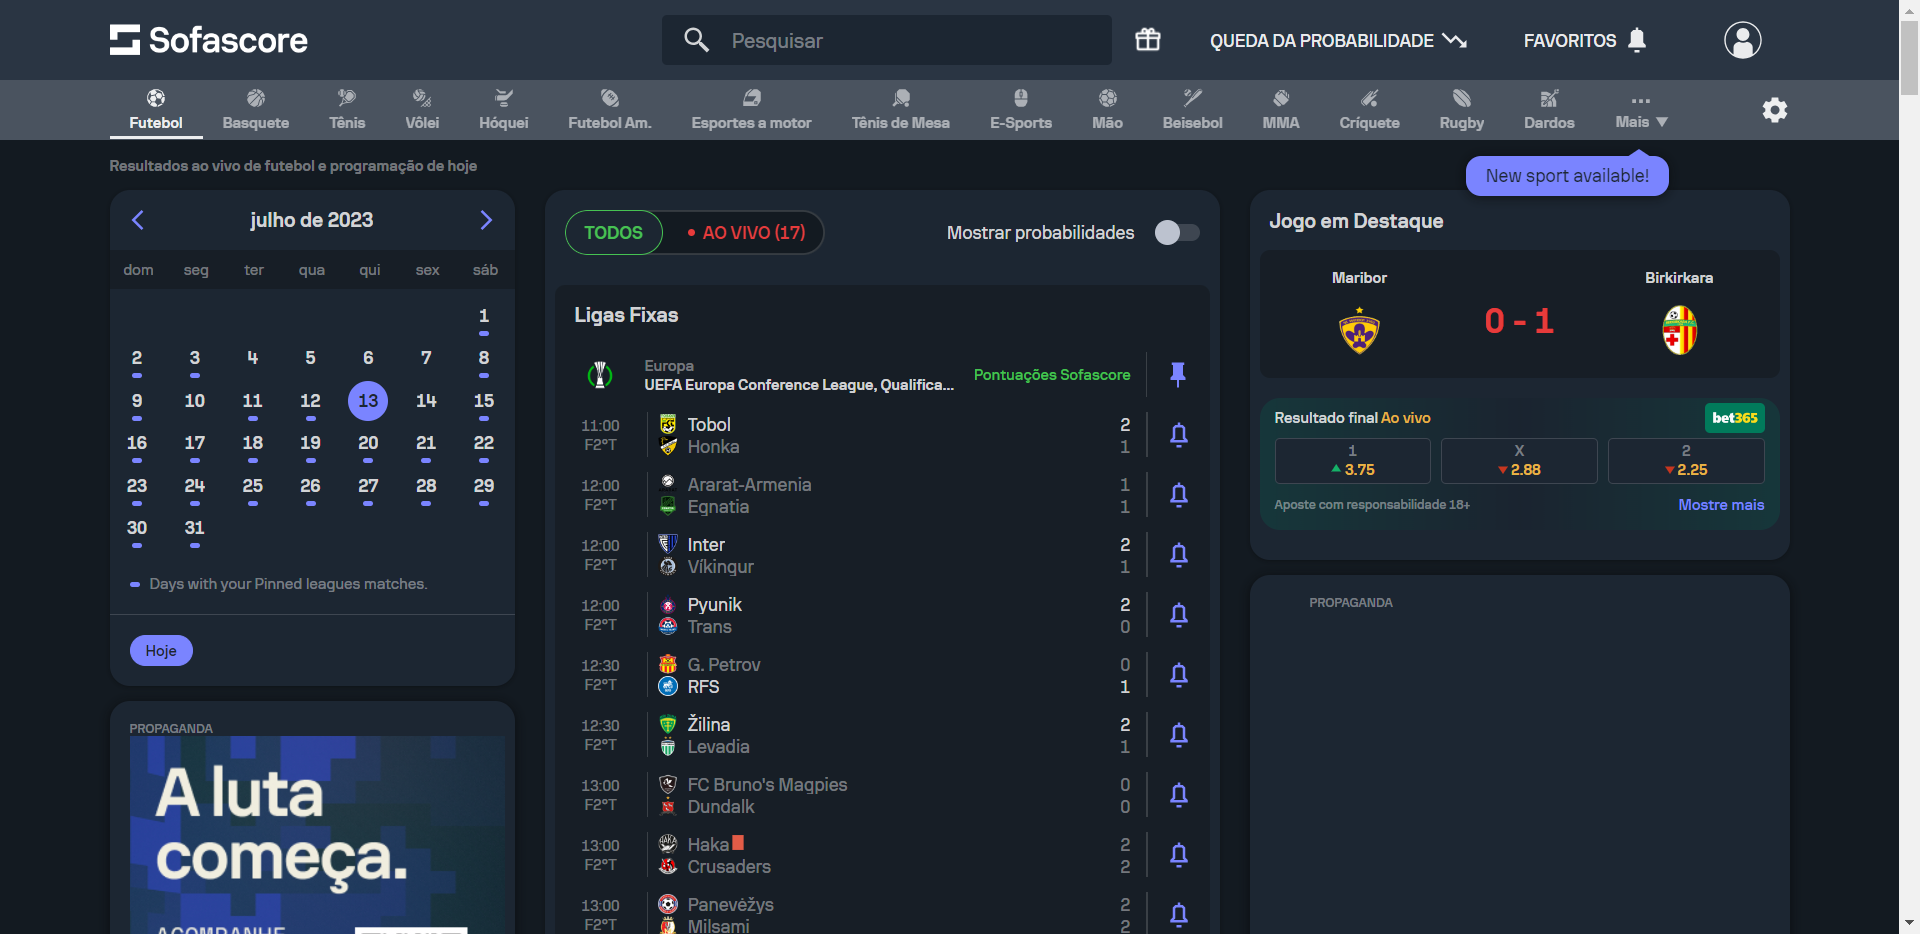 Sofascore
Pesquisar
QUEDA DA PROBABILIDADE
FAVORITOS
Futebol
Basquete
Tênis
Vôlei
Hóquei
Futebol Am.
Esportes a motor
Tênis de Mesa
E-Sports
Mão
Beisebol
MMA
Críquete
Rugby
Dardos
Mais ▼
Resultados ao vivo de futebol e programação de hoje
New sport available!
julho de 2023
dom seg ter qua qui sex sáb
1
2 3 4 5 6 7 8
9 10 11 12 13 14 15
16 17 18 19 20 21 22
23 24 25 26 27 28 29
30 31
Days with your Pinned leagues matches.
Hoje
PROPAGANDA
A luta
começa.
ACOMPANHE
TODOS
• AO VIVO (17)
Mostrar probabilidades
Ligas Fixas
Europa
UEFA Europa Conference League, Qualifica...
Pontuações Sofascore
11:00 Tobol 2
F2°T Honka 1
12:00 Ararat-Armenia 1
F2°T Egnatia 1
12:00 Inter 2
F2°T Víkingur 1
12:00 Pyunik 2
F2°T Trans 0
12:30 G. Petrov 0
F2°T RFS 1
12:30 Žilina 2
F2°T Levadia 1
13:00 FC Bruno's Magpies 0
F2°T Dundalk 0
13:00 Haka 2
F2°T Crusaders 2
13:00 Panevėžys 2
F2°T Milsami 2
Jogo em Destaque
Maribor
Birkirkara
0 - 1
Resultado final Ao vivo
bet365
1 X 2
3.75 2.88 2.25
Aposte com responsabilidade 18+
Mostre mais
PROPAGANDA